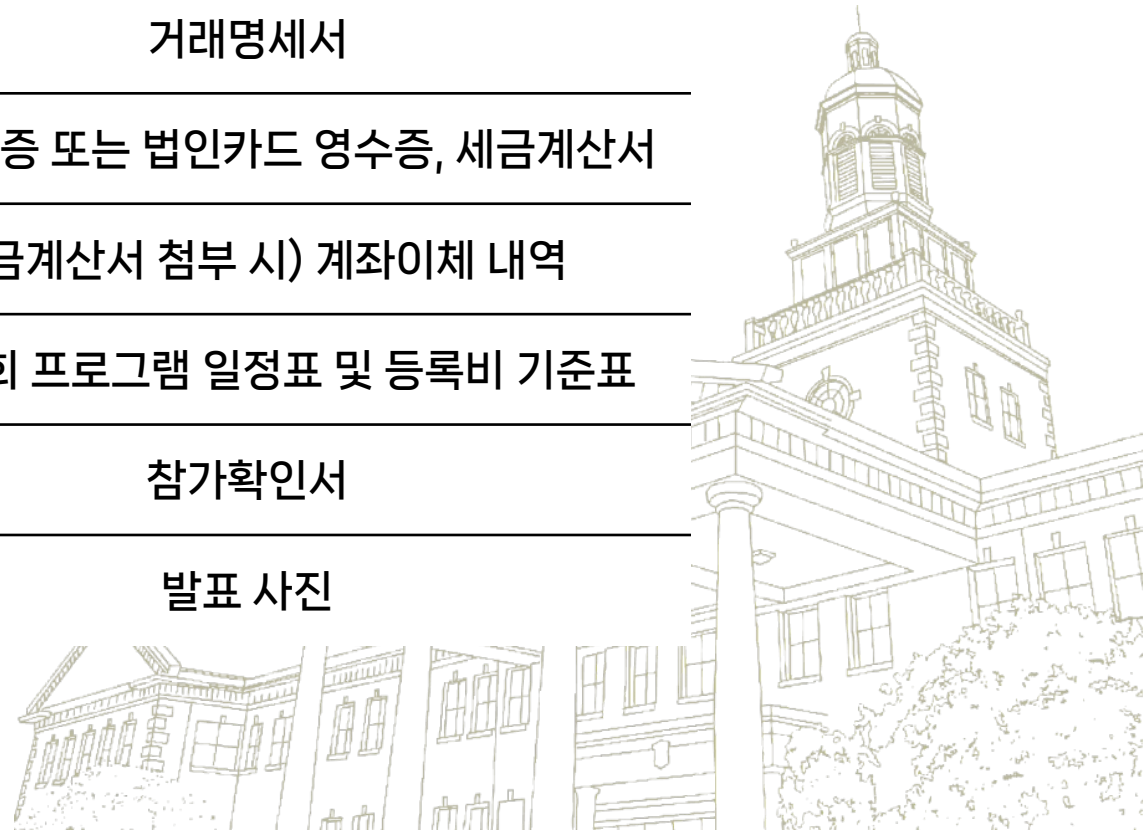 거래명세서
증 또는 법인카드 영수증, 세금계산서
금계산서 첨부 시) 계좌이체 내역
회 프로그램 일정표 및 등록비 기준표
참가확인서
발표 사진